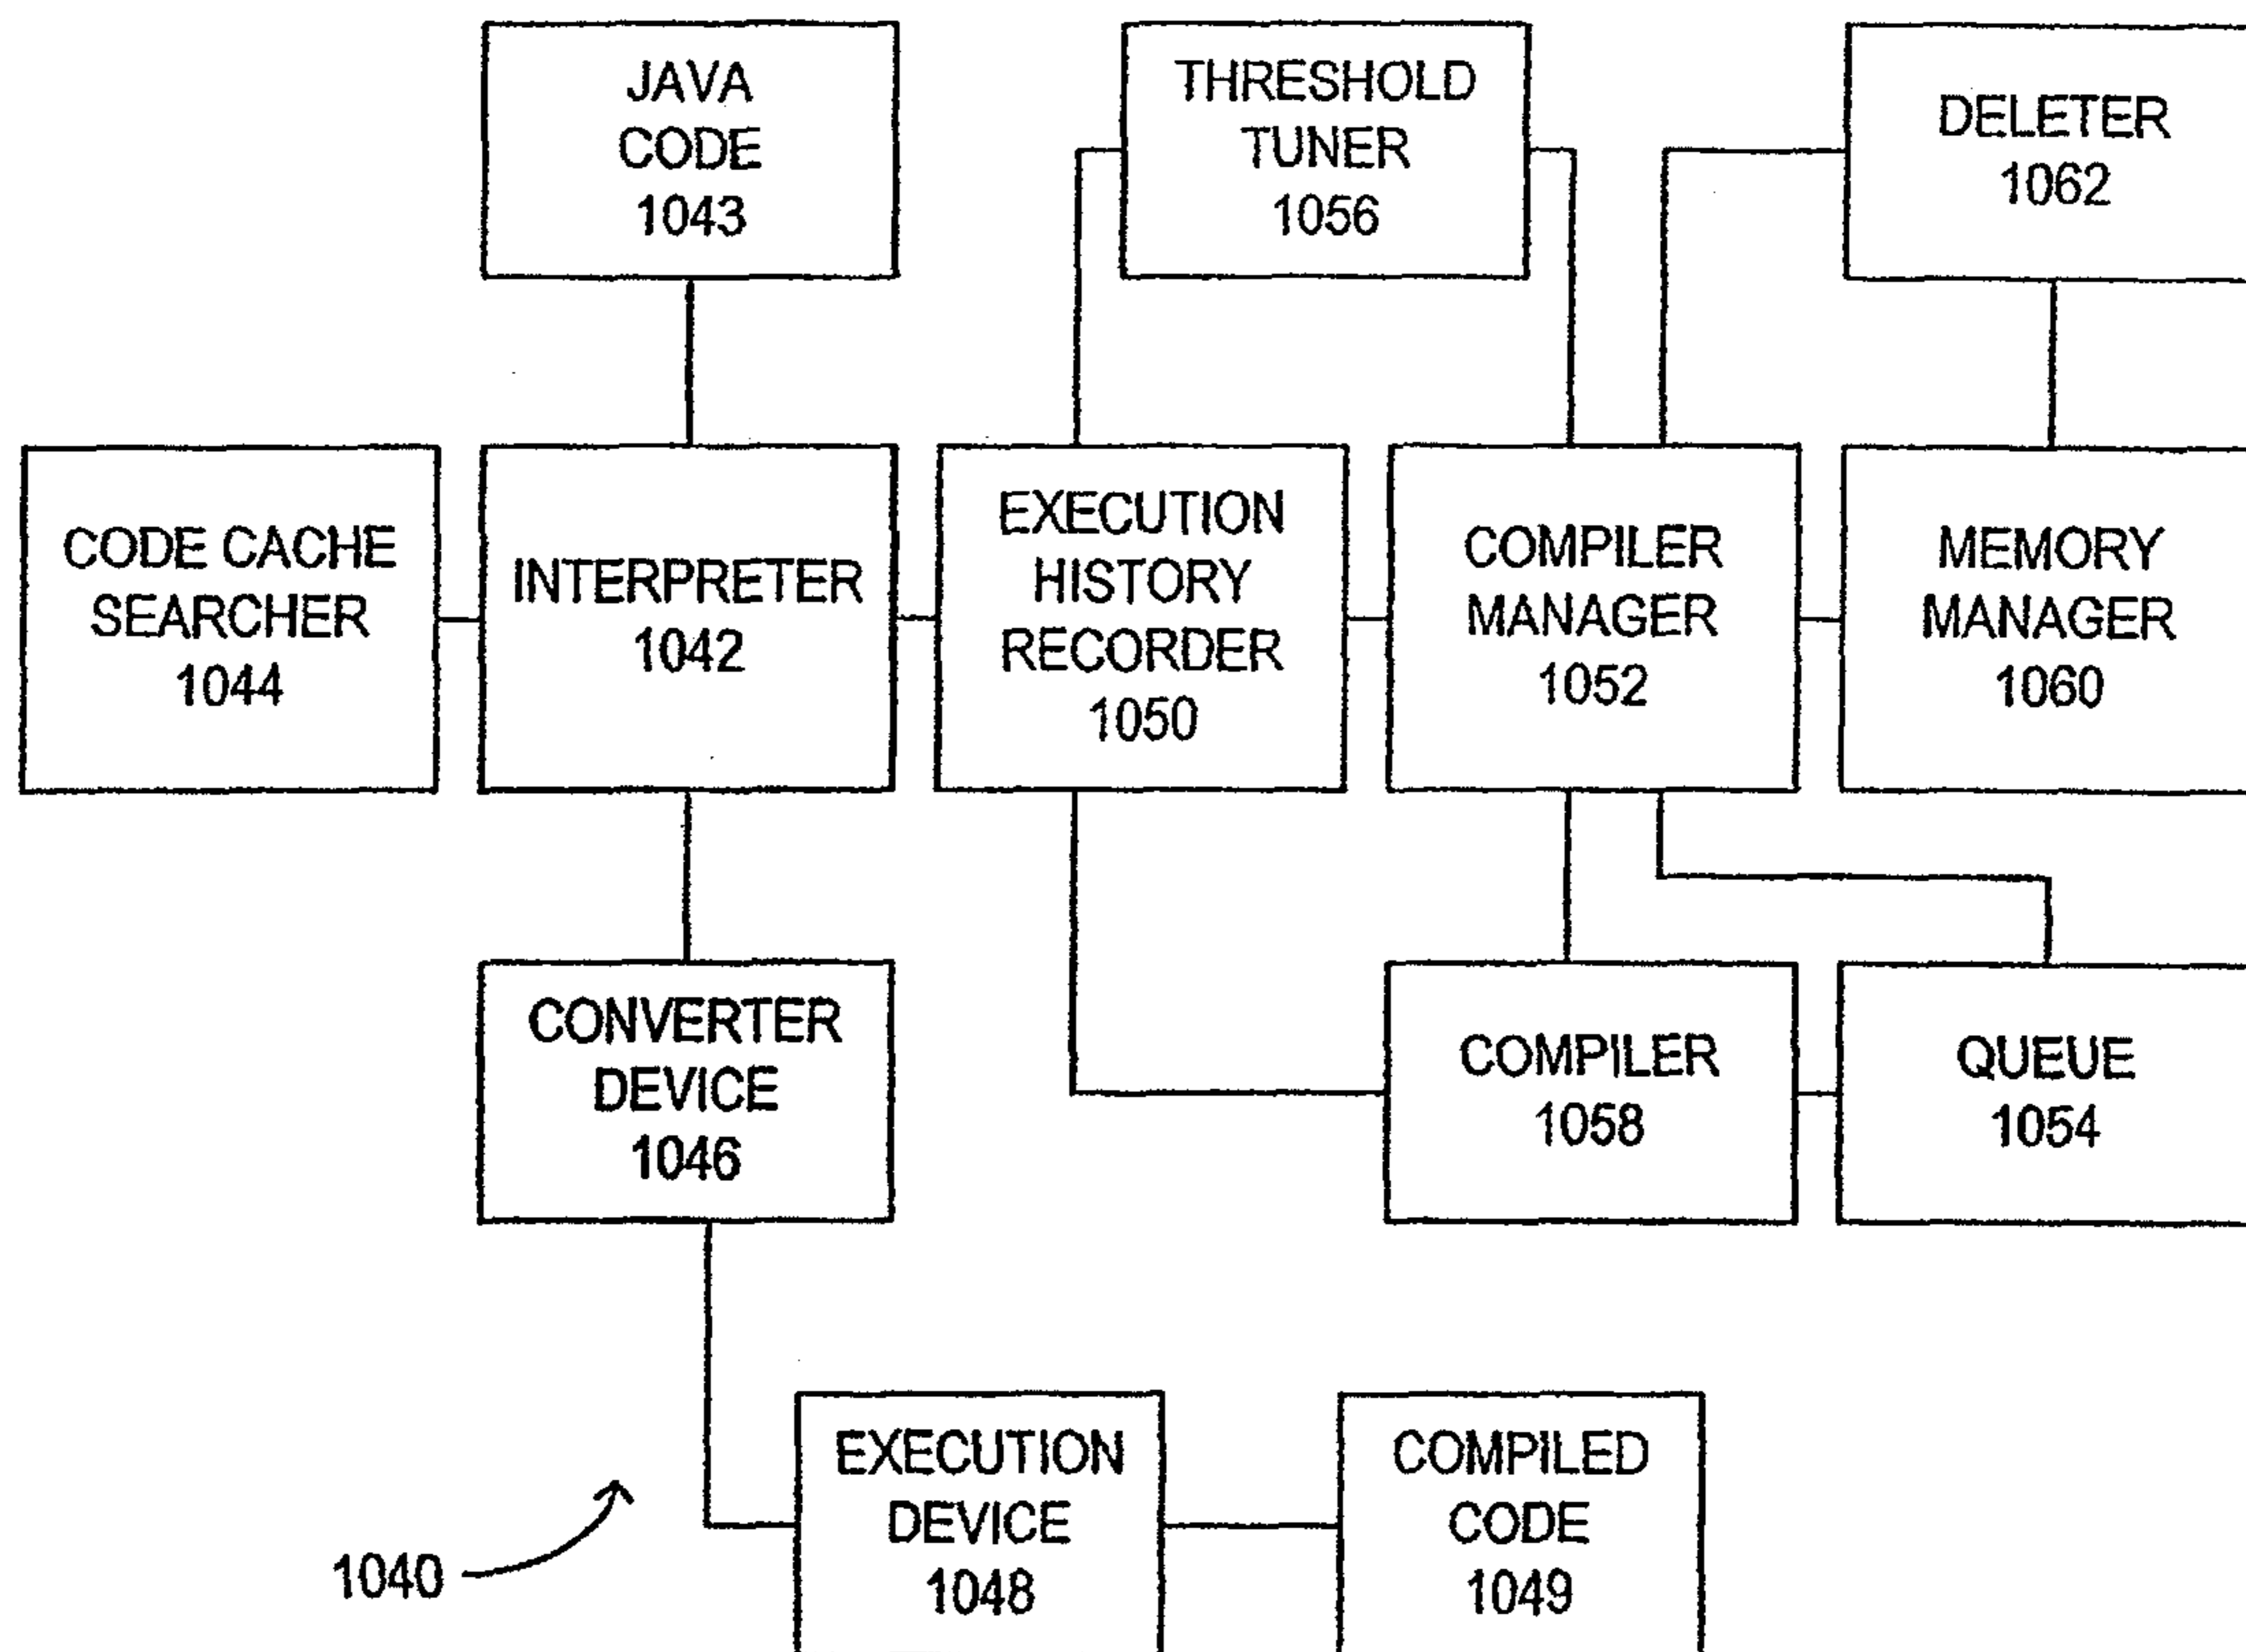 JAVA
CODE
1043
THRESHOLD
TUNER
1056
DELETER
1062
CODE CACHE
SEARCHER
1044
INTERPRETER
1042
EXECUTION
HISTORY
RECORDER
1050
COMPILER
MANAGER
1052
MEMORY
MANAGER
1060
CONVERTER
DEVICE
1046
COMPILER
1058
QUEUE
1054
EXECUTION
DEVICE
1048
COMPILED
CODE
1049
1040